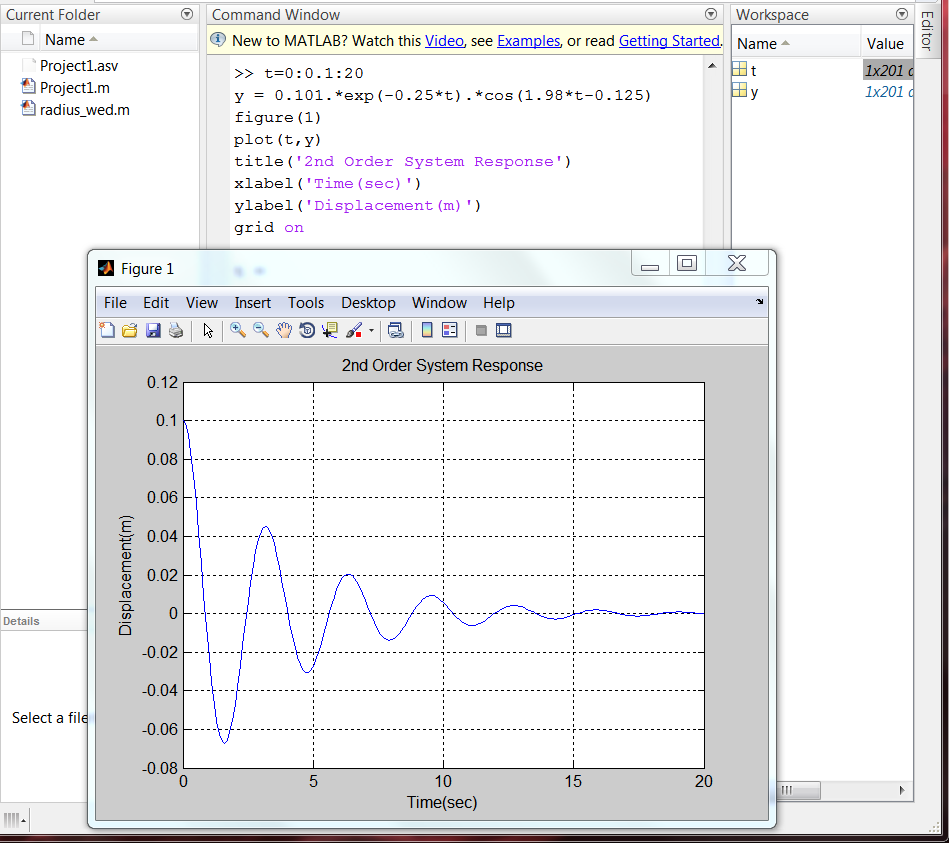 Current Folder
Name
Project1.asv
Project1.m
radius_wed.m
Details
Select a file
Command Window
New to MATLAB? Watch this Video, see Examples, or read Getting Started.
>> t=0:0.1:20
y = 0.101.*exp(-0.25*t).*cos(1.98*t-0.125)
figure(1)
plot(t,y)
title('2nd Order System Response')
xlabel('Time(sec)')
ylabel('Displacement(m)')
grid on
Workspace
Name Value
t 1x201 d
y 1x201 d
Editor
Figure 1
File Edit View Insert Tools Desktop Window Help
2nd Order System Response
0.12
0.1
0.08
0.06
0.04
0.02
0
-0.02
-0.04
-0.06
-0.08
Displacement(m)
0 5 10 15 20
Time(sec)